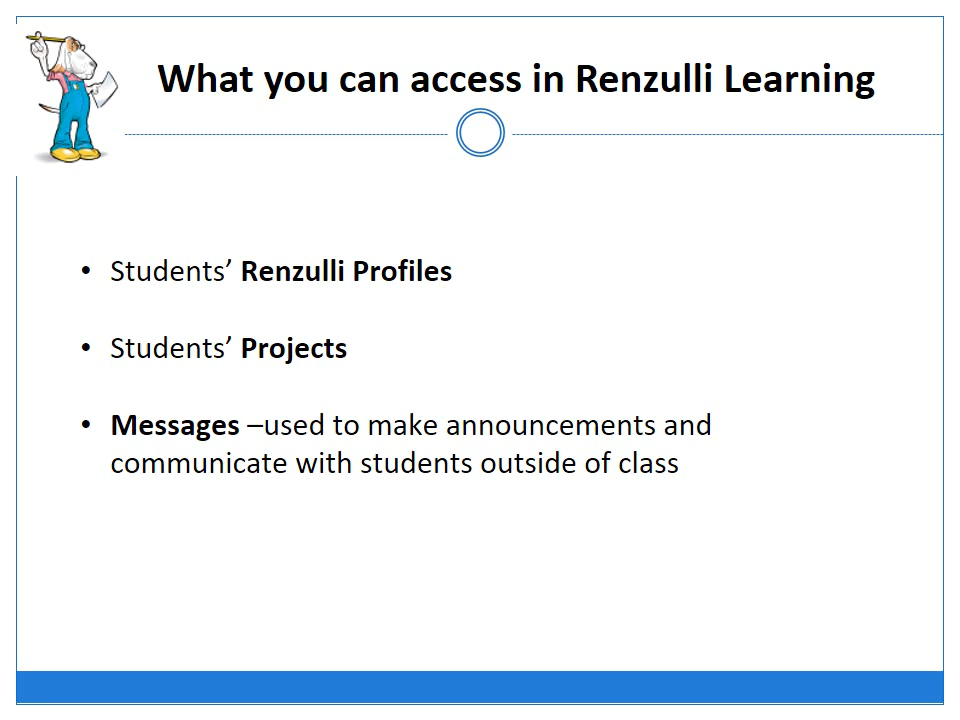 What you can access in Renzulli Learning
• Students’ Renzulli Profiles
• Students’ Projects
• Messages –used to make announcements and
communicate with students outside of class